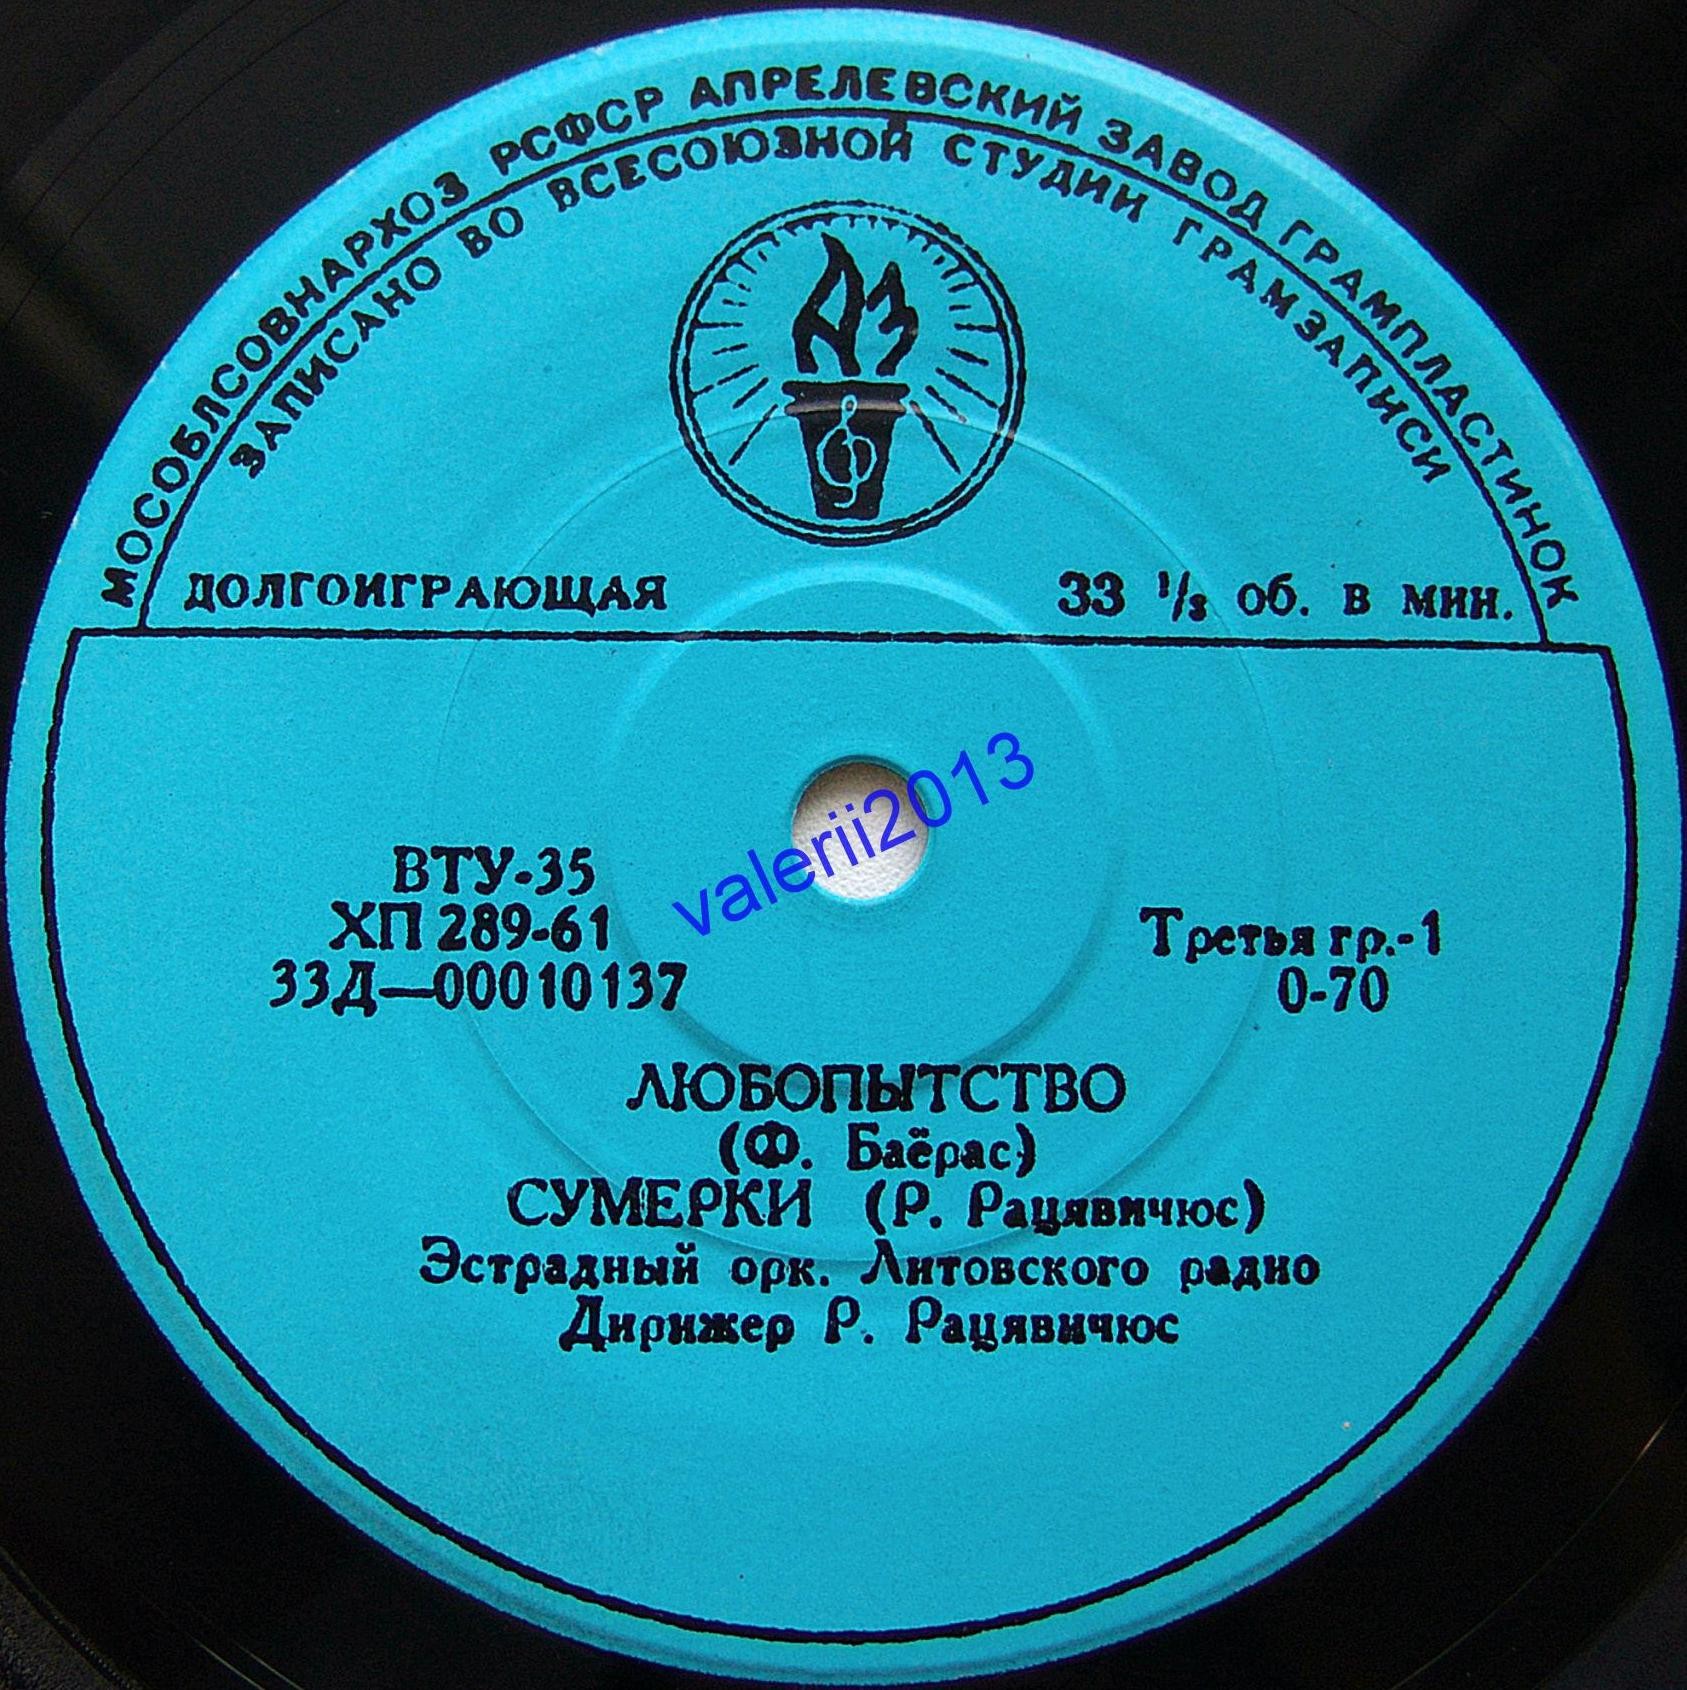 МОСОБЛСОВНАРХОЗ РСФСР АПРЕЛЕВСКИЙ ЗАВОД ГРАМПЛАСТИНОК
ЗАПИСАНО ВО ВСЕСОЮЗНОЙ СТУДИИ ГРАМЗАПИСИ
АЗ
ДОЛГОИГРАЮЩАЯ 33 1/3 об. в мин.
valerii2013
ВТУ-35
ХП 289-61 Третья гр.-1
33Д—00010137 0-70
ЛЮБОПЫТСТВО
(Ф. Баёрас)
СУМЕРКИ (Р. Рацявичюс)
Эстрадный орк. Литовского радио
Дирижер Р. Рацявичюс